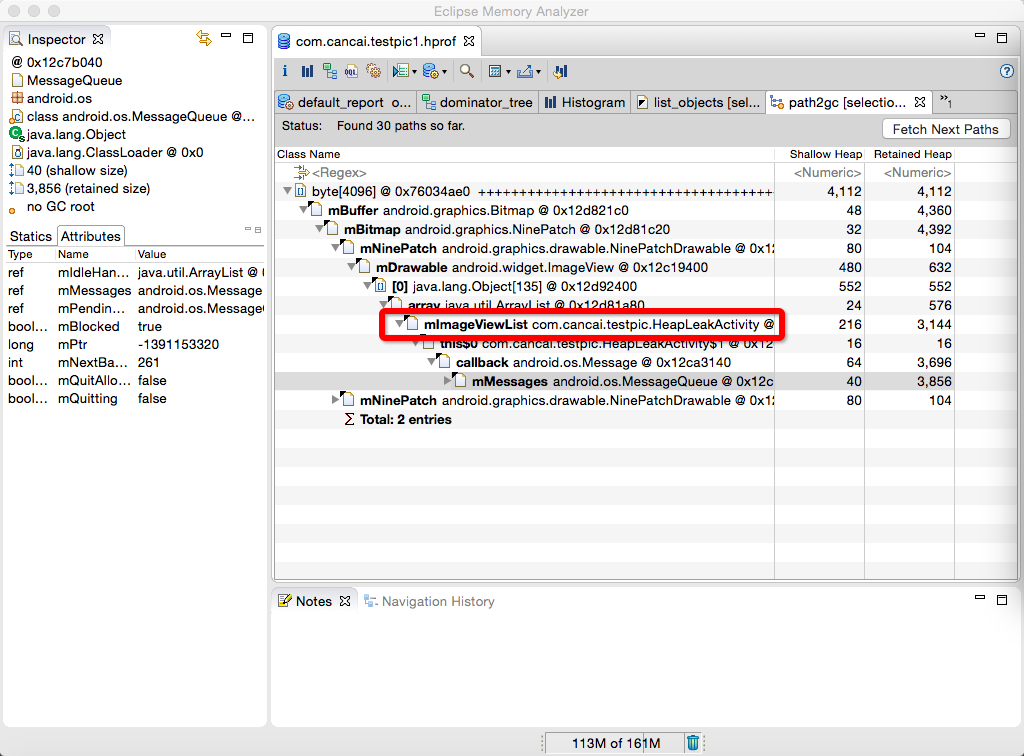 Eclipse Memory Analyzer
Inspector
@ 0x12c7b040
MessageQueue
android.os
class android.os.MessageQueue @...
java.lang.Object
java.lang.ClassLoader @ 0x0
40 (shallow size)
3,856 (retained size)
no GC root
Statics Attributes
Type Name Value
ref mIdleHan... java.util.ArrayList @
ref mMessages android.os.Message
ref mPendin... android.os.Message
bool... mBlocked true
long mPtr -1391153320
int mNextBa... 261
bool... mQuitAllo... false
bool... mQuitting false
com.cancai.testpic1.hprof
i OQL
default_report o... dominator_tree Histogram list_objects [sel... path2gc [selectio... »1
Status: Found 30 paths so far. Fetch Next Paths
Class Name Shallow Heap Retained Heap
<Regex> <Numeric> <Numeric>
byte[4096] @ 0x76034ae0 ++++++++++++++++++++++++++++++++++++ 4,112 4,112
mBuffer android.graphics.Bitmap @ 0x12d821c0 48 4,360
mBitmap android.graphics.NinePatch @ 0x12d81c20 32 4,392
mNinePatch android.graphics.drawable.NinePatchDrawable @ 0x12 80 104
mDrawable android.widget.ImageView @ 0x12c19400 480 632
[0] java.lang.Object[135] @ 0x12d92400 552 552
array java.util.ArrayList @ 0x12d81a80 24 576
mImageViewList com.cancai.testpic.HeapLeakActivity @ 216 3,144
this$0 com.cancai.testpic.HeapLeakActivity$1 @ 0x12 16 16
callback android.os.Message @ 0x12ca3140 64 3,696
mMessages android.os.MessageQueue @ 0x12c 40 3,856
mNinePatch android.graphics.drawable.NinePatchDrawable @ 0x12 80 104
Σ Total: 2 entries
Notes Navigation History
113M of 161M